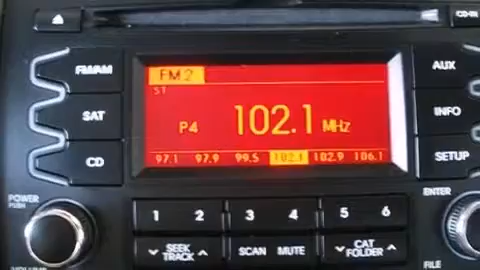 CD-IN
FM/AM
FM 2
AUX
ST
SAT
P4 102.1 MHz
INFO
CD
97.1 97.9 99.5 102.1 102.9 106.1
SETUP
POWER
PUSH
1 2 3 4 5 6
ENTER
SEEK
TRACK
SCAN MUTE
CAT
FOLDER
FILE